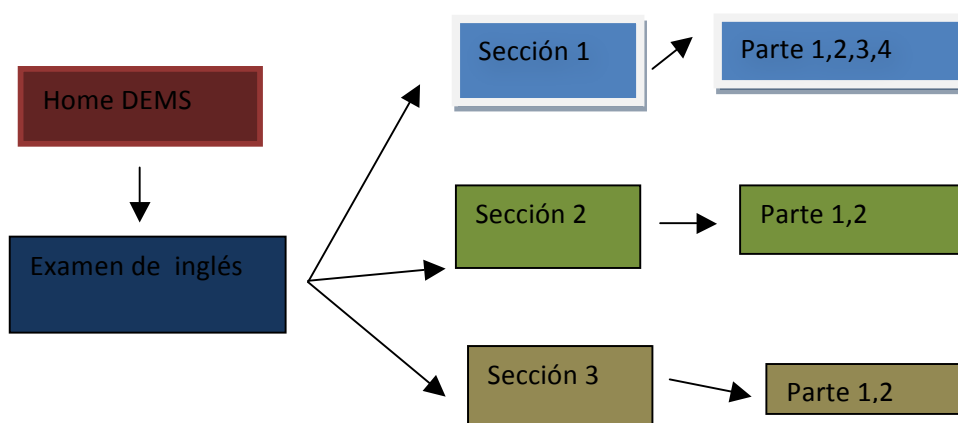 Home DEMS
Examen de  inglés
Sección 1
Parte 1,2,3,4
Sección 2
Parte 1,2
Sección 3
Parte 1,2